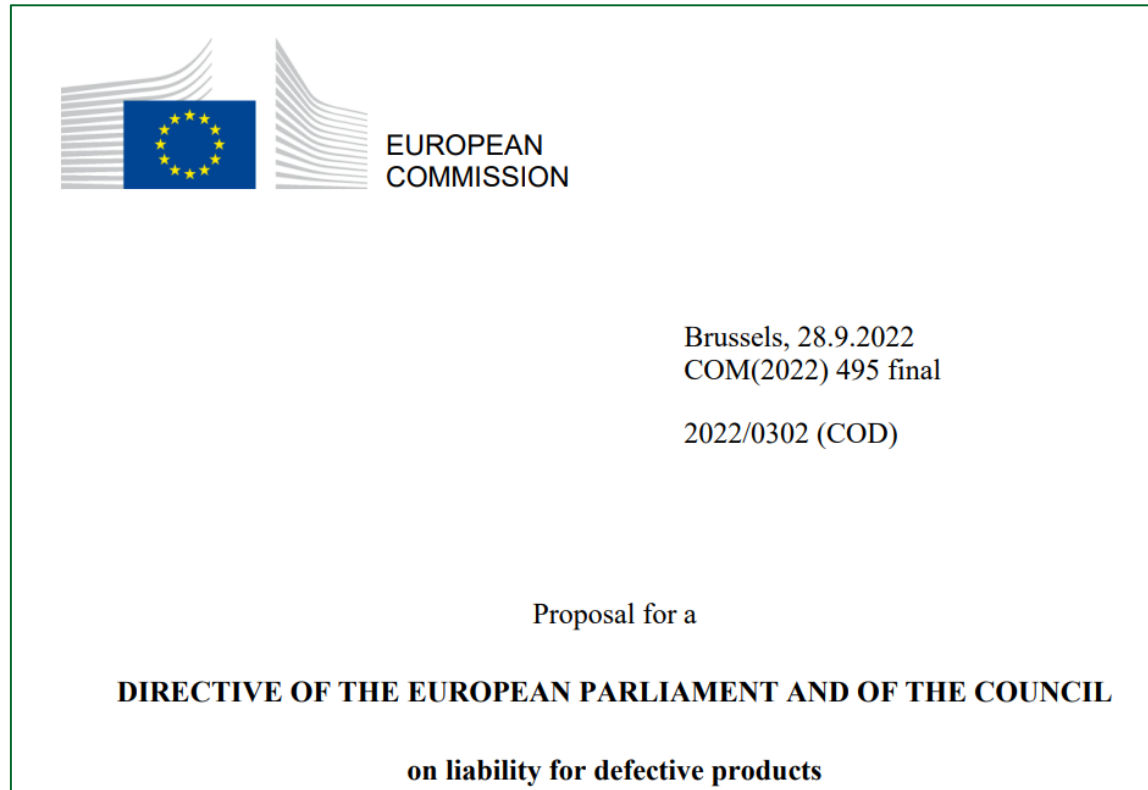 EUROPEAN
COMMISSION
Brussels, 28.9.2022
COM(2022) 495 final
2022/0302 (COD)
Proposal for a
DIRECTIVE OF THE EUROPEAN PARLIAMENT AND OF THE COUNCIL
on liability for defective products